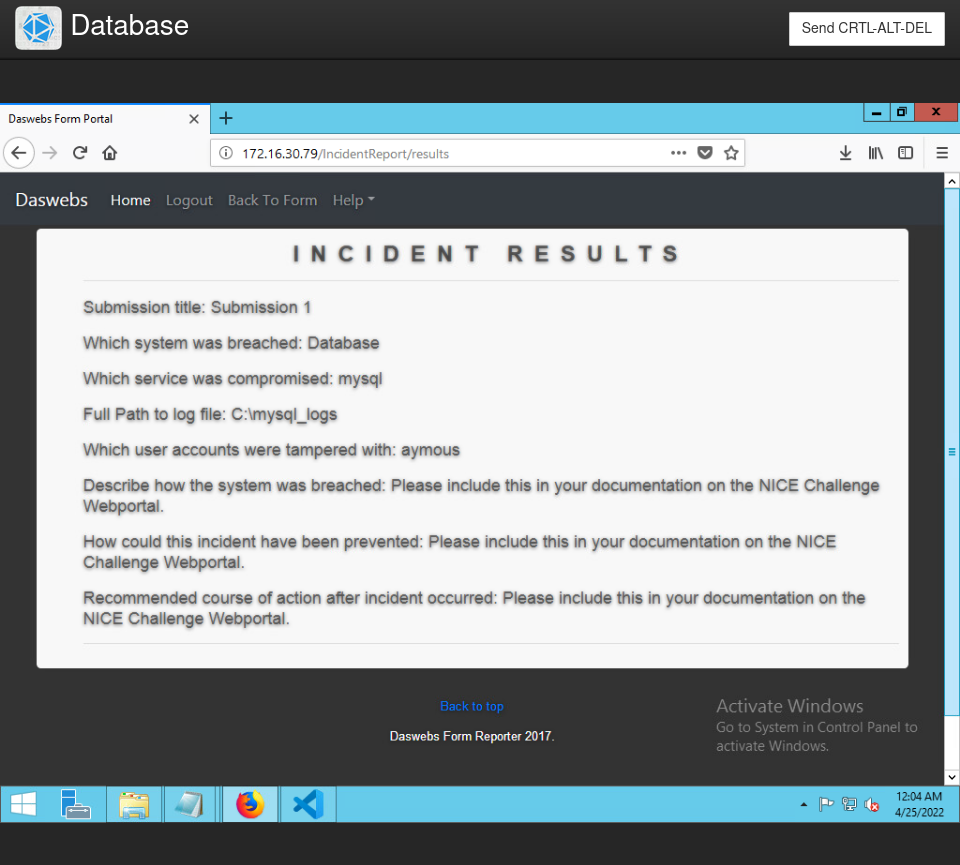 Database
Send CRTL-ALT-DEL
Daswebs Form Portal
172.16.30.79/IncidentReport/results
Daswebs Home Logout Back To Form Help
INCIDENT RESULTS
Submission title: Submission 1
Which system was breached: Database
Which service was compromised: mysql
Full Path to log file: C:\mysql_logs
Which user accounts were tampered with: aymous
Describe how the system was breached: Please include this in your documentation on the NICE Challenge
Webportal.
How could this incident have been prevented: Please include this in your documentation on the NICE
Challenge Webportal.
Recommended course of action after incident occurred: Please include this in your documentation on the
NICE Challenge Webportal.
Back to top
Daswebs Form Reporter 2017.
Activate Windows
Go to System in Control Panel to
activate Windows.
12:04 AM
4/25/2022